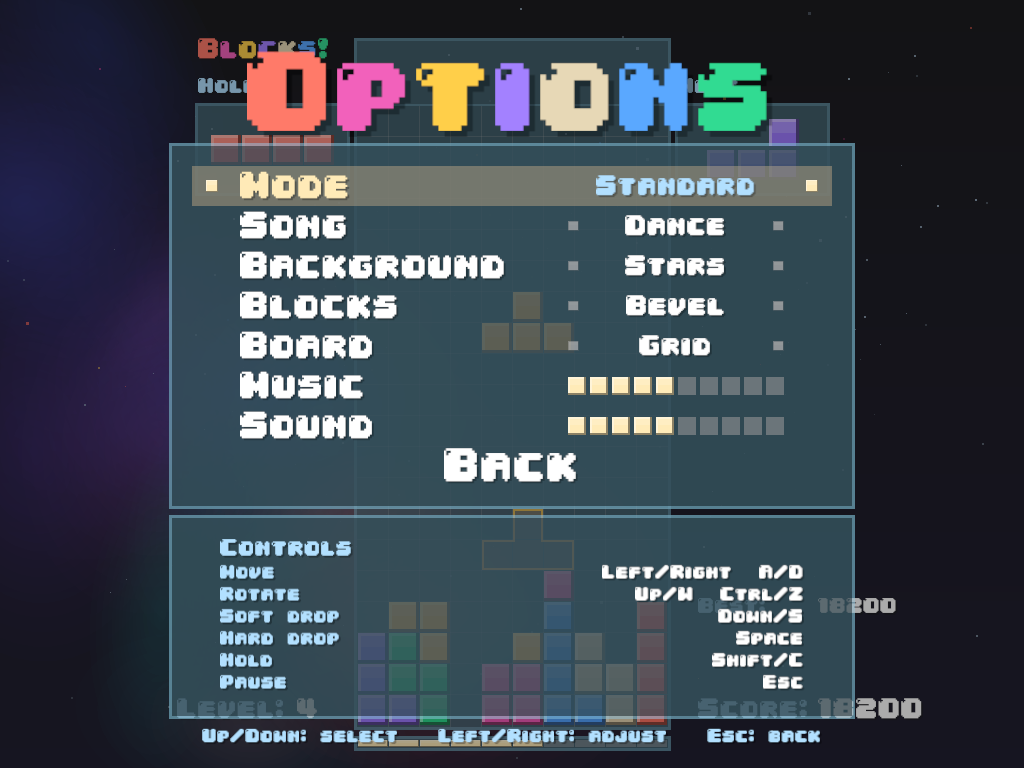 Blocks!
Options
Mode Standard
Song Dance
Background Stars
Blocks Bevel
Board Grid
Music
Sound
Back
Controls
Move Left/Right A/D
Rotate Up/W Ctrl/Z
Soft drop Down/S
Hard drop Space
Hold Shift/C
Pause Esc
Best: 18200
Level: 4 Score: 18200
Up/Down: select Left/Right: adjust Esc: back